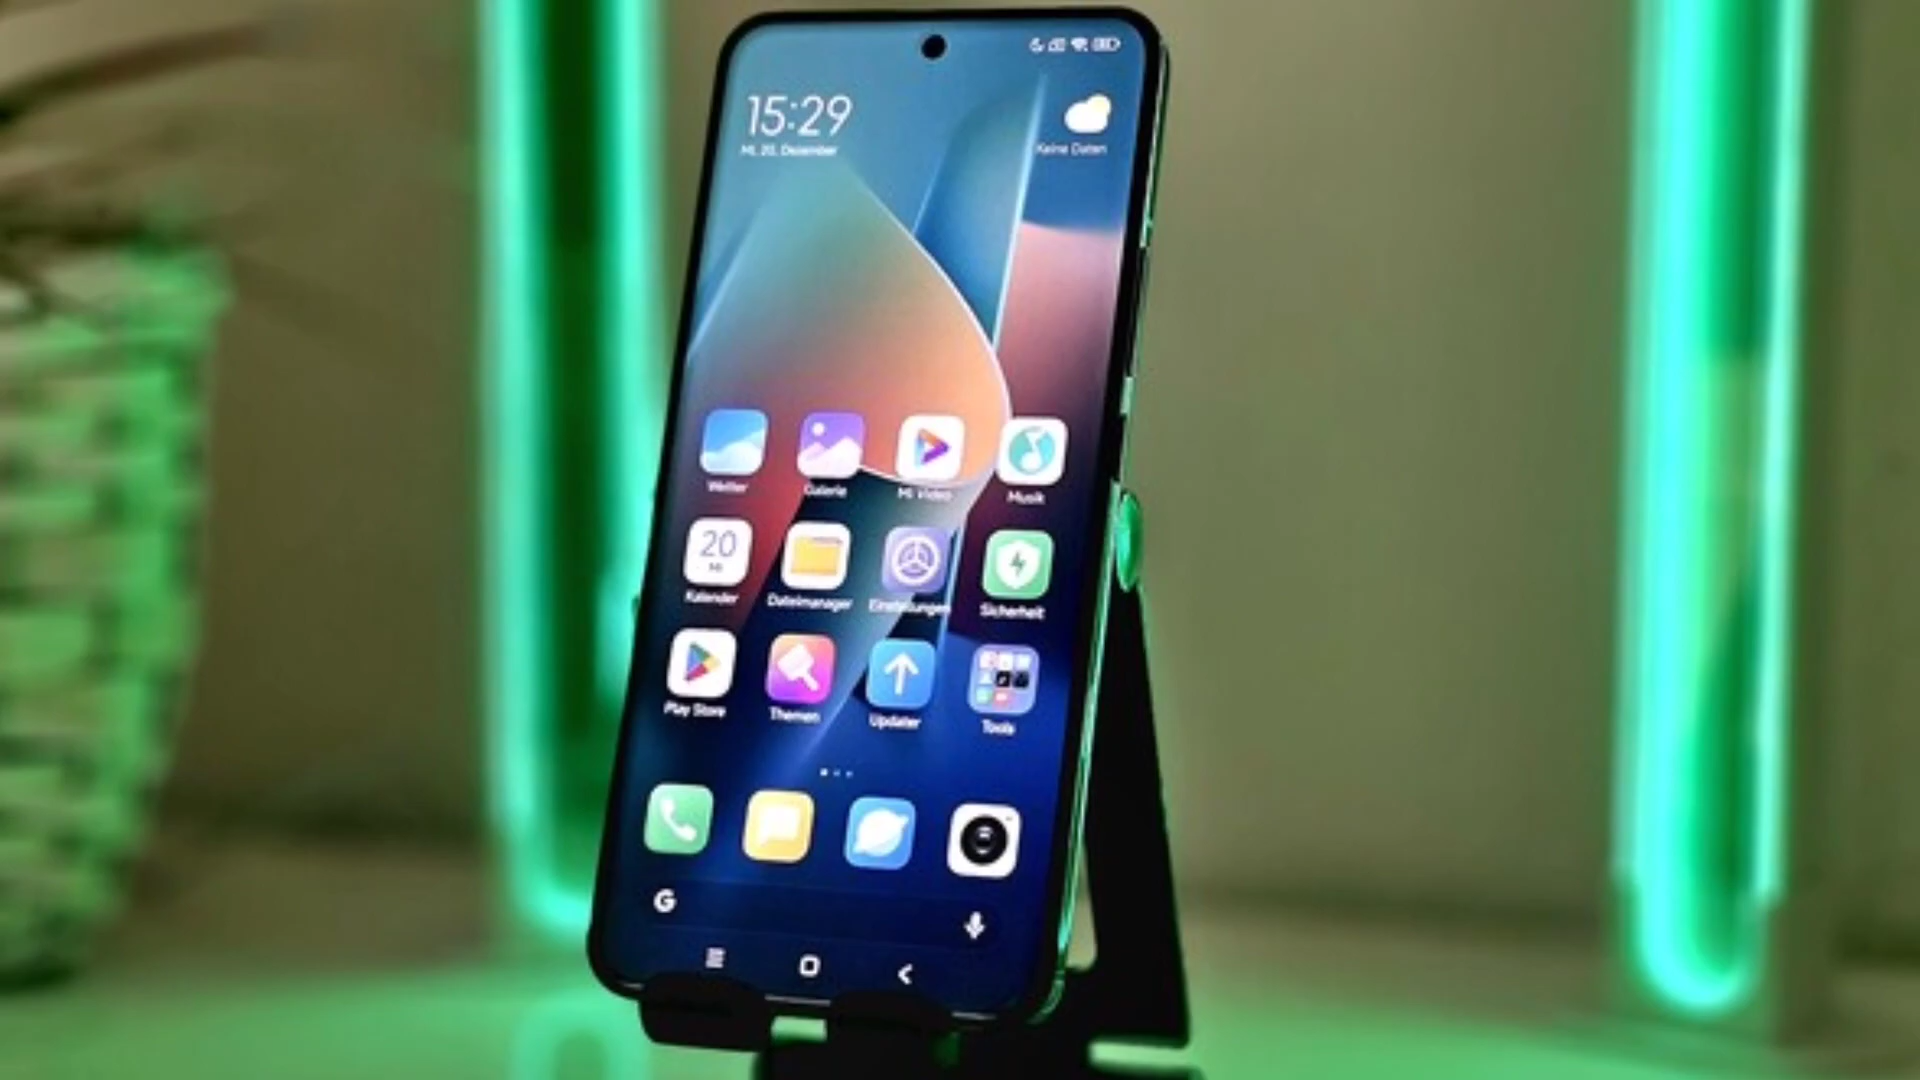 15:29
Mi. 20. Dezember
Keine Daten
Wetter
Galerie
Mi Video
Musik
20
Mi
Kalender
Dateimanager
Einstellungen
Sicherheit
Play Store
Themen
Updater
Tools
G